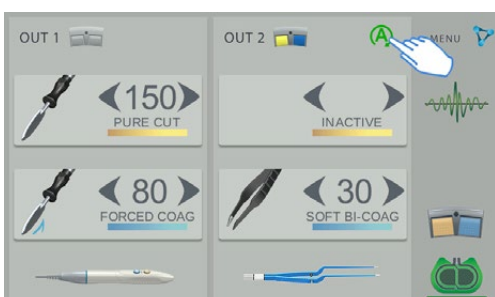 OUT 1
OUT 2
A
MENU
150
PURE CUT
INACTIVE
80
FORCED COAG
30
SOFT BI-COAG